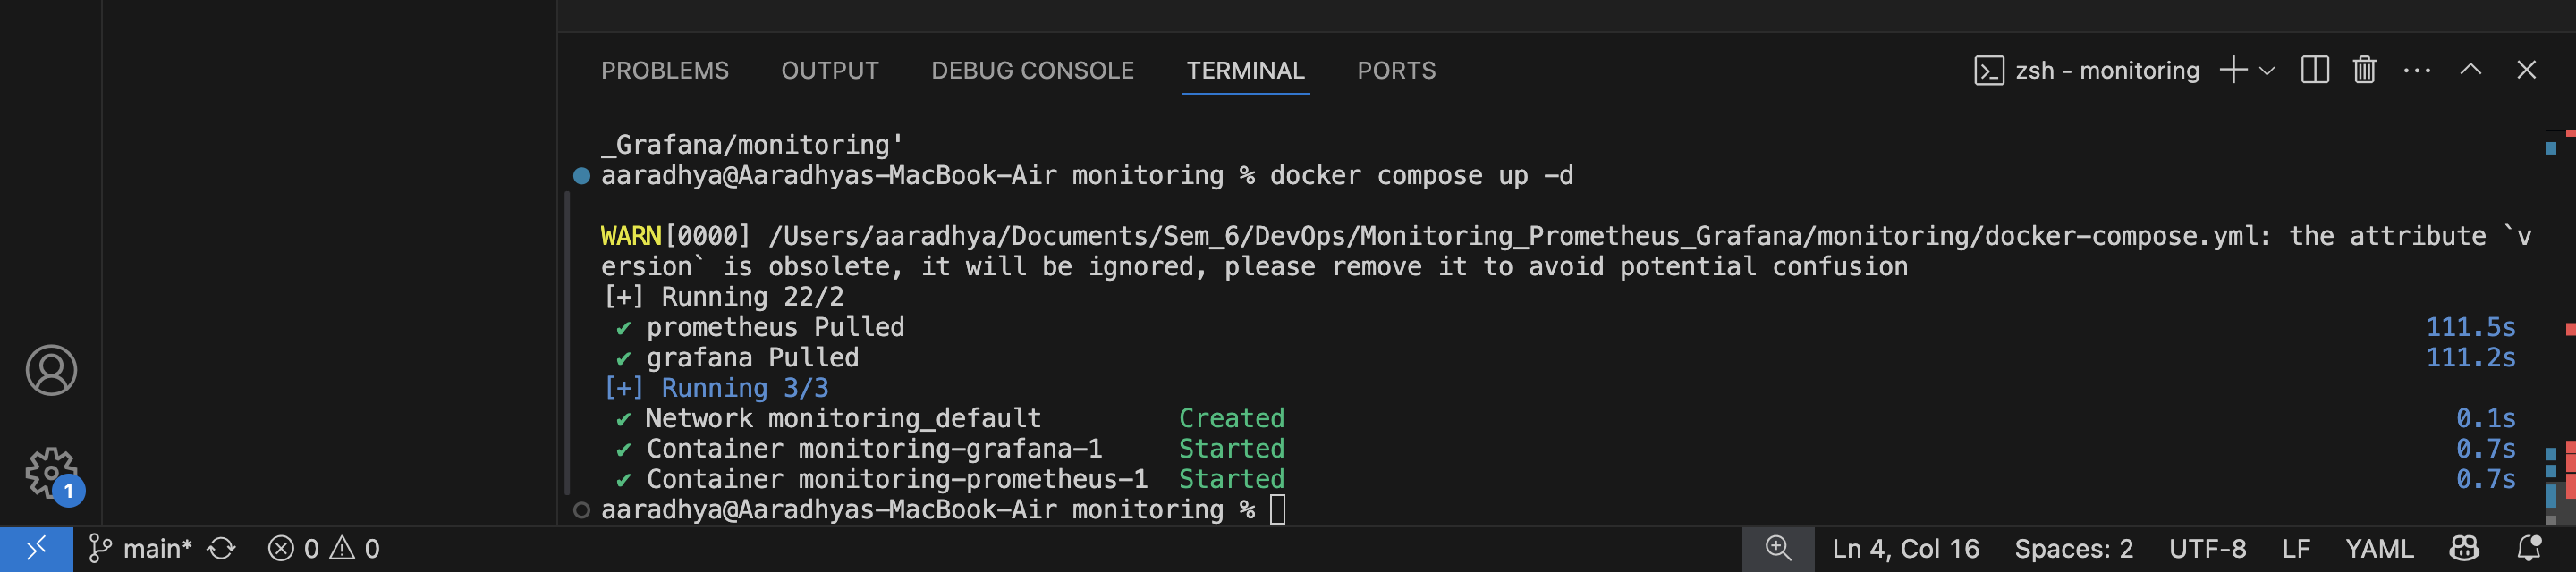 PROBLEMS OUTPUT DEBUG CONSOLE TERMINAL PORTS zsh - monitoring
_Grafana/monitoring'
aaradhya@Aaradhyas-MacBook-Air monitoring % docker compose up -d
WARN[0000] /Users/aaradhya/Documents/Sem_6/DevOps/Monitoring_Prometheus_Grafana/monitoring/docker-compose.yml: the attribute `v
ersion` is obsolete, it will be ignored, please remove it to avoid potential confusion
[+] Running 22/2
✔ prometheus Pulled 111.5s
✔ grafana Pulled 111.2s
[+] Running 3/3
✔ Network monitoring_default Created 0.1s
✔ Container monitoring-grafana-1 Started 0.7s
✔ Container monitoring-prometheus-1 Started 0.7s
aaradhya@Aaradhyas-MacBook-Air monitoring %
1
main* 0 0 Ln 4, Col 16 Spaces: 2 UTF-8 LF YAML